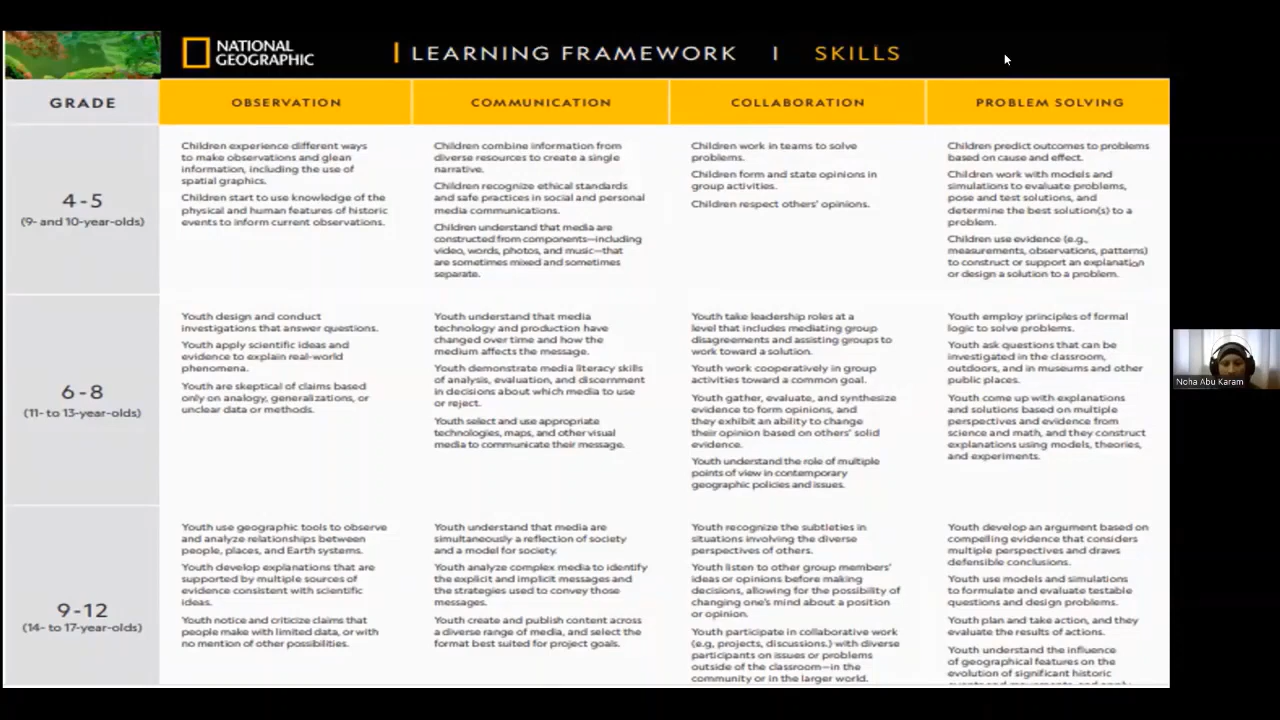 NATIONAL
GEOGRAPHIC
LEARNING FRAMEWORK I SKILLS
GRADE
OBSERVATION
COMMUNICATION
COLLABORATION
PROBLEM SOLVING
4-5
(9- and 10-year-olds)
Children experience different ways
to make observations and glean
information, including the use of
spatial graphics.
Children start to use knowledge of the
physical and human features of historic
events to inform current observations.
Children combine information from
diverse resources to create a single
narrative.
Children recognize ethical standards
and safe practices in social and personal
media communications.
Children understand that media are
constructed from components—including
video, words, photos, and music—that
are sometimes mixed and sometimes
separate.
Children work in teams to solve
problems.
Children form and state opinions in
group activities.
Children respect others' opinions.
Children predict outcomes to problems
based on cause and effect.
Children work with models and
simulations to evaluate problems,
pose and test solutions, and
determine the best solution(s) to a
problem.
Children use evidence (e.g.,
measurements, observations, patterns)
to construct or support an explanation
or design a solution to a problem.
6-8
(11- to 13-year-olds)
Youth design and conduct
investigations that answer questions.
Youth apply scientific ideas and
evidence to explain real-world
phenomena.
Youth are skeptical of claims based
only on analogy, generalizations, or
unclear data or methods.
Youth understand that media
technology and production have
changed over time and how the
medium affects the message.
Youth demonstrate media literacy skills
of analysis, evaluation, and discernment
in decisions about which media to use
or reject.
Youth select and use appropriate
technologies, maps, and other visual
media to communicate their message.
Youth take leadership roles at a
level that includes mediating group
disagreements and assisting groups to
work toward a solution.
Youth work cooperatively in group
activities toward a common goal.
Youth gather, evaluate, and synthesize
evidence to form opinions, and
they exhibit an ability to change
their opinion based on others' solid
evidence.
Youth understand the role of multiple
points of view in contemporary
geographic policies and issues.
Youth employ principles of formal
logic to solve problems.
Youth ask questions that can be
investigated in the classroom,
outdoors, and in museums and other
public places.
Youth come up with explanations
and solutions based on multiple
perspectives and evidence from
science and math, and they construct
explanations using models, theories,
and experiments.
9-12
(14- to 17-year-olds)
Youth use geographic tools to observe
and analyze relationships between
people, places, and Earth systems.
Youth develop explanations that are
supported by multiple sources of
evidence consistent with scientific
ideas.
Youth notice and criticize claims that
people make with limited data, or with
no mention of other possibilities.
Youth understand that media are
simultaneously a reflection of society
and a model for society.
Youth analyze complex media to identify
the explicit and implicit messages and
the strategies used to convey those
messages.
Youth create and publish content across
a diverse range of media, and select the
format best suited for project goals.
Youth recognize the subtleties in
situations involving the diverse
perspectives of others.
Youth listen to other group members'
ideas or opinions before making
decisions, allowing for the possibility of
changing one's mind about a position
or opinion.
Youth participate in collaborative work
(e.g., projects, discussions.) with diverse
participants on issues or problems
outside of the classroom—in the
community or in the larger world.
Youth develop an argument based on
compelling evidence that considers
multiple perspectives and draws
defensible conclusions.
Youth use models and simulations
to formulate and evaluate testable
questions and design problems.
Youth plan and take action, and they
evaluate the results of actions.
Youth understand the influence
of geographical features on the
evolution of significant historic
Noha Abu Karam